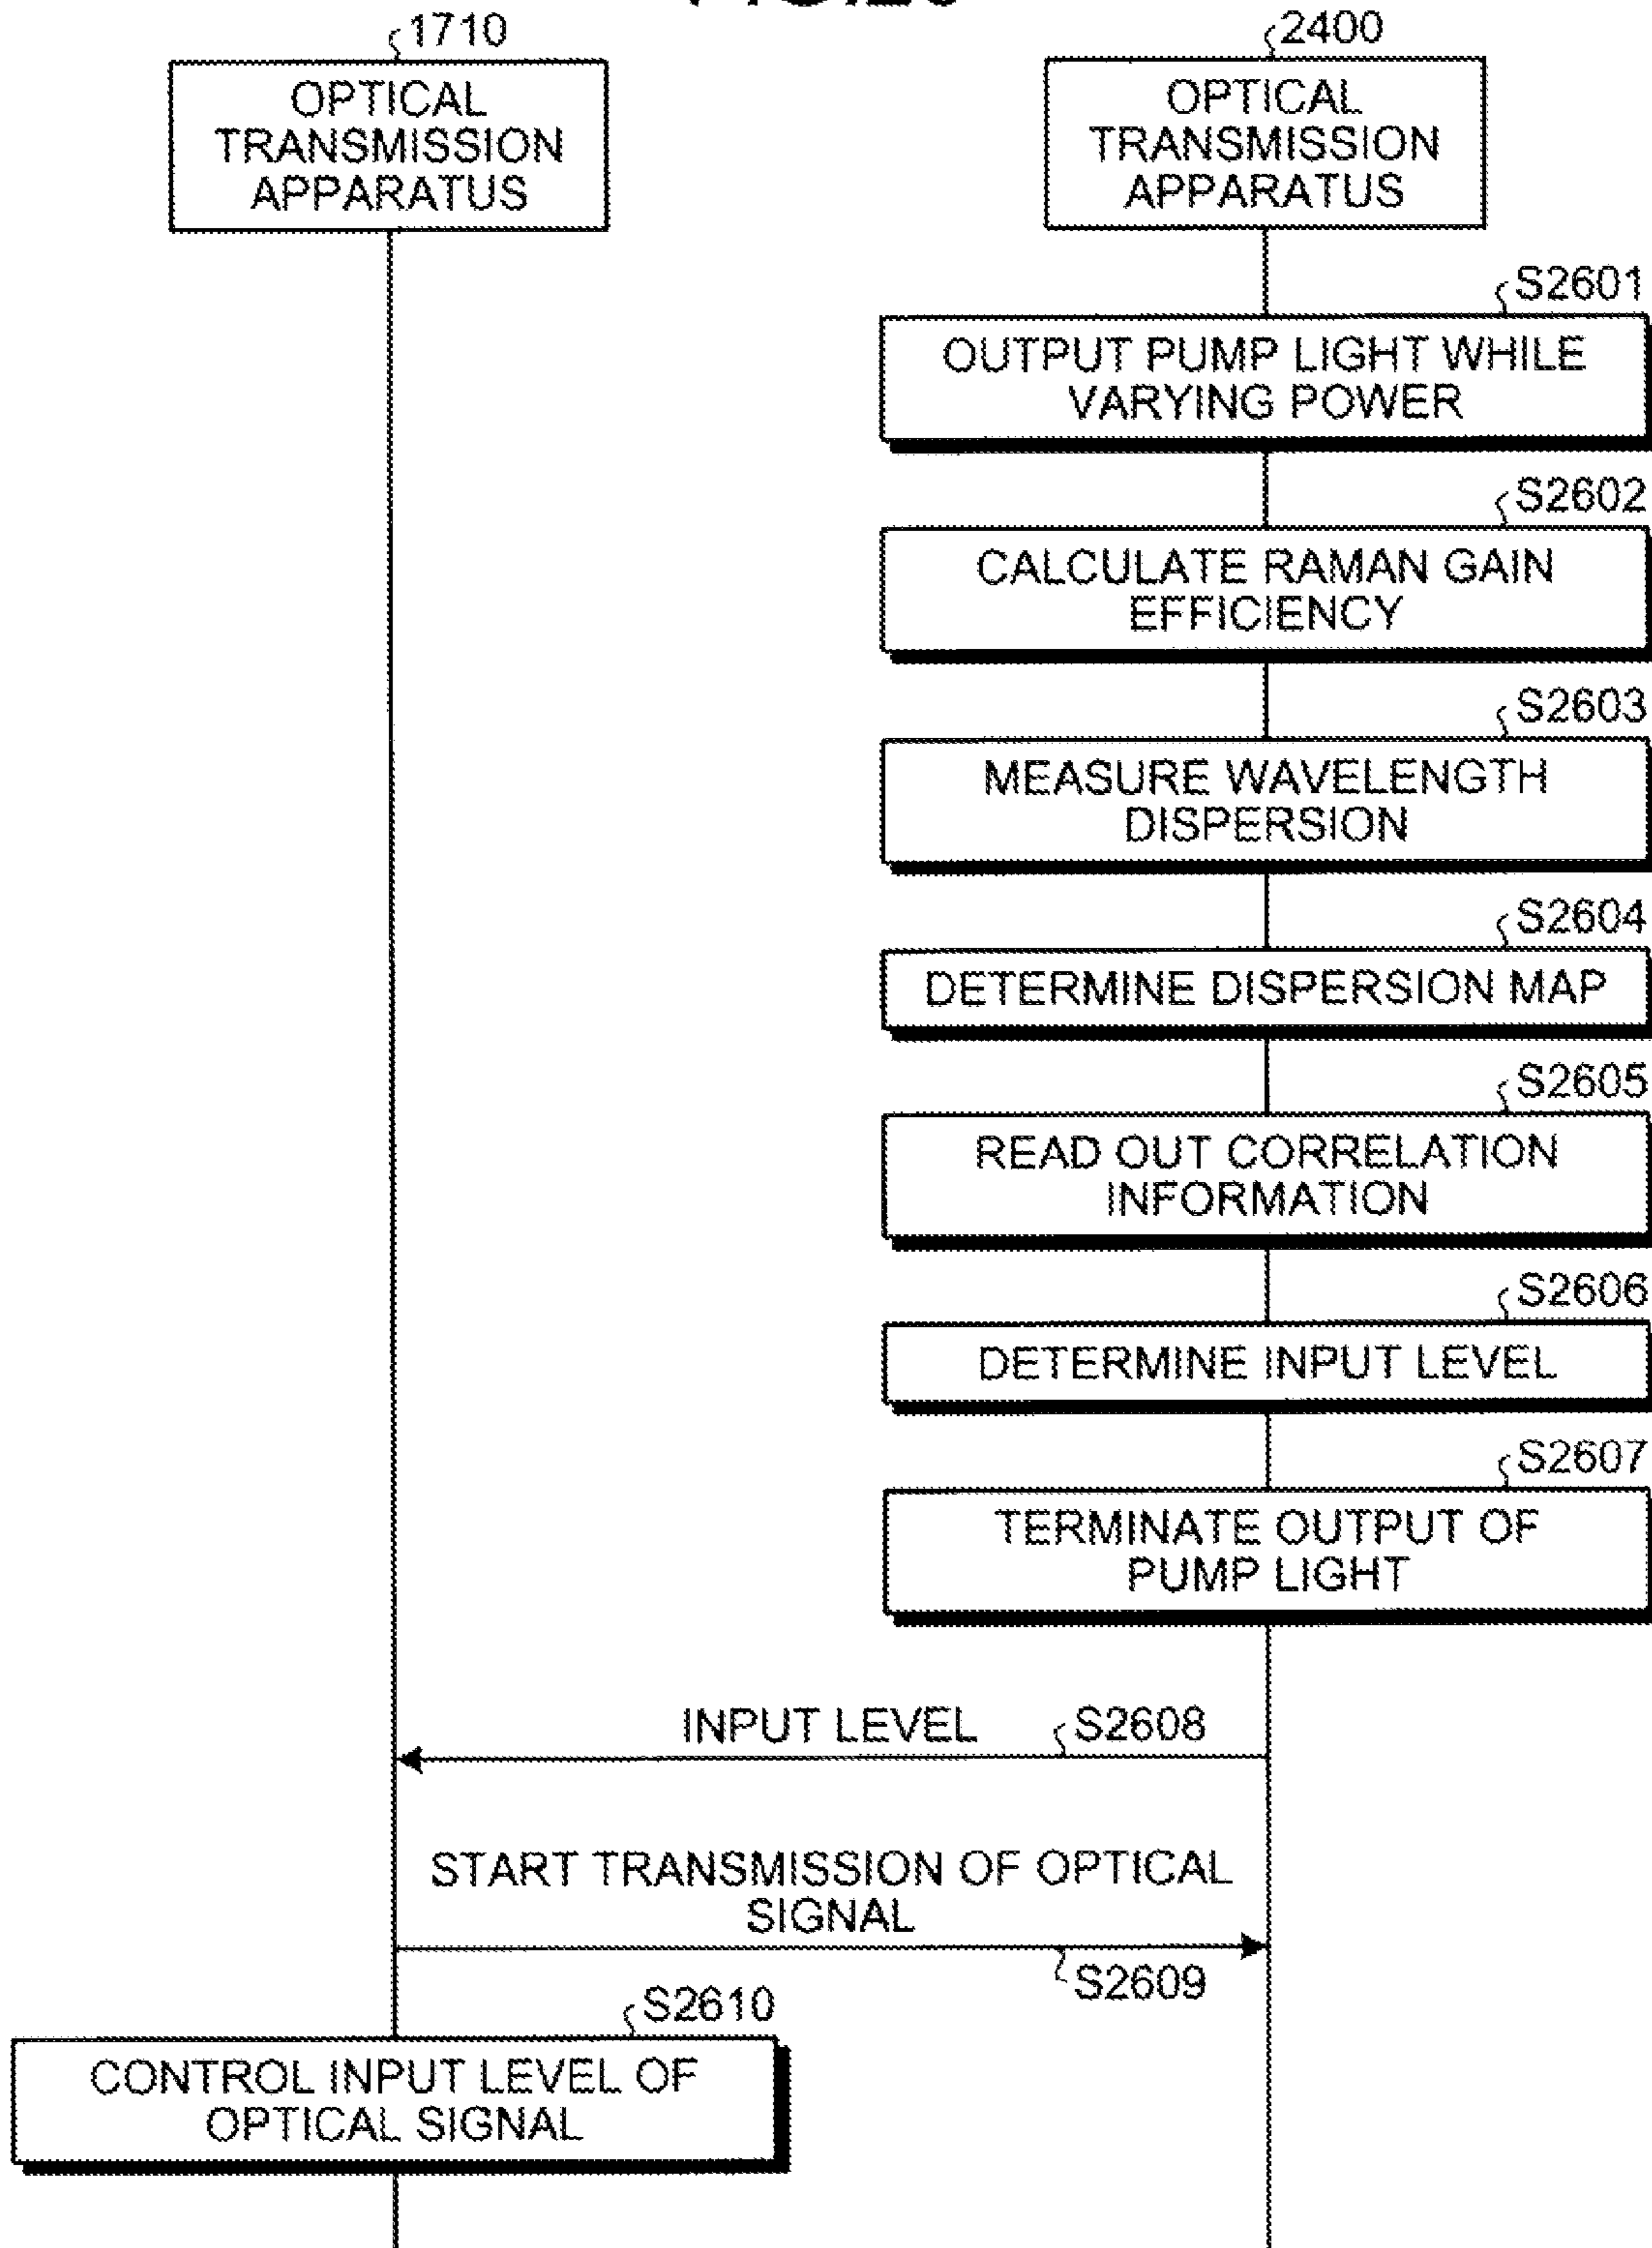 1710
OPTICAL
TRANSMISSION
APPARATUS
2400
OPTICAL
TRANSMISSION
APPARATUS
S2601
OUTPUT PUMP LIGHT WHILE
VARYING POWER
S2602
CALCULATE RAMAN GAIN
EFFICIENCY
S2603
MEASURE WAVELENGTH
DISPERSION
S2604
DETERMINE DISPERSION MAP
S2605
READ OUT CORRELATION
INFORMATION
S2606
DETERMINE INPUT LEVEL
S2607
TERMINATE OUTPUT OF
PUMP LIGHT
INPUT LEVEL
S2608
START TRANSMISSION OF OPTICAL
SIGNAL
S2609
S2610
CONTROL INPUT LEVEL OF
OPTICAL SIGNAL